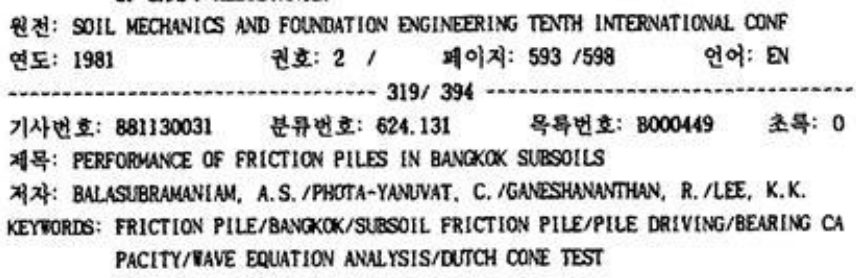 원전: SOIL MECHANICS AND FOUNDATION ENGINEERING TENTH INTERNATIONAL CONF
연도: 1981 권호: 2 / 페이지: 593 /598 언어: EN
--------------------------------- 319/ 394 ---------------------------------
기사번호: 881130031 분류번호: 624.131 목록번호: B000449 초록: 0
제목: PERFORMANCE OF FRICTION PILES IN BANGKOK SUBSOILS
저자: BALASUBRAMANIAM, A.S./PHOTA-YANUVAT, C./GANESHANANTHAN, R./LEE, K.K.
KEYWORDS: FRICTION PILE/BANGKOK/SUBSOIL FRICTION PILE/PILE DRIVING/BEARING CA
PACITY/WAVE EQUATION ANALYSIS/DUTCH CONE TEST